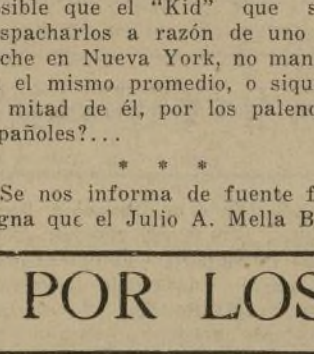 sible que el "Kid" que s
spacharlos a razón de uno
che en Nueva York, no man
el mismo promedio, o siqu
mitad de él, por los palenc
pañoles?...
* * *
Se nos informa de fuente f
gna que el Julio A. Mella B
POR LOS